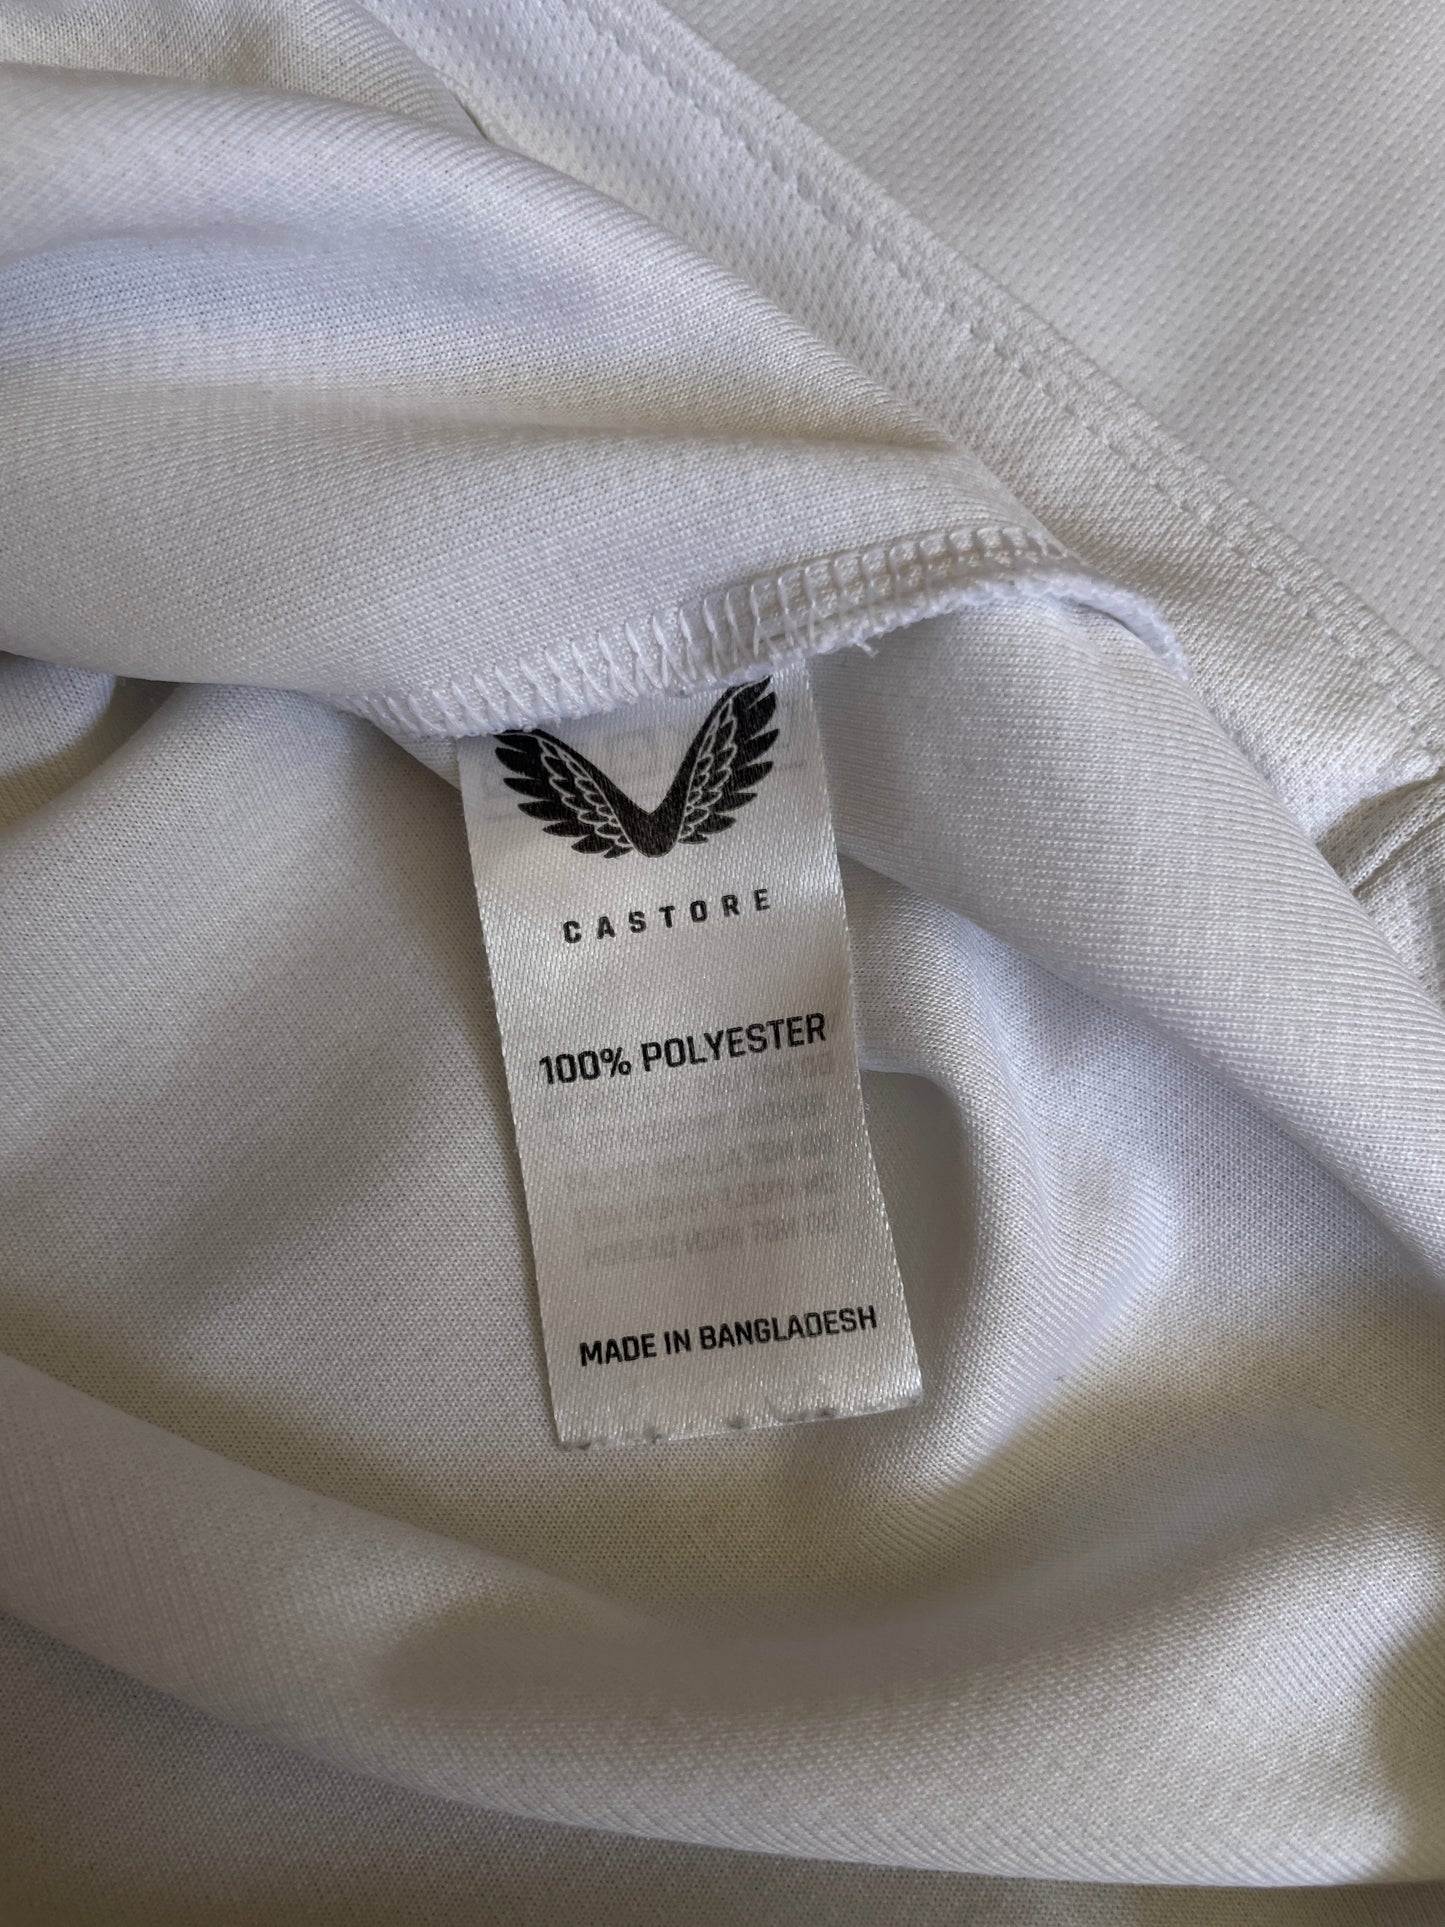 CASTORE
100% POLYESTER
MADE IN BANGLADESH